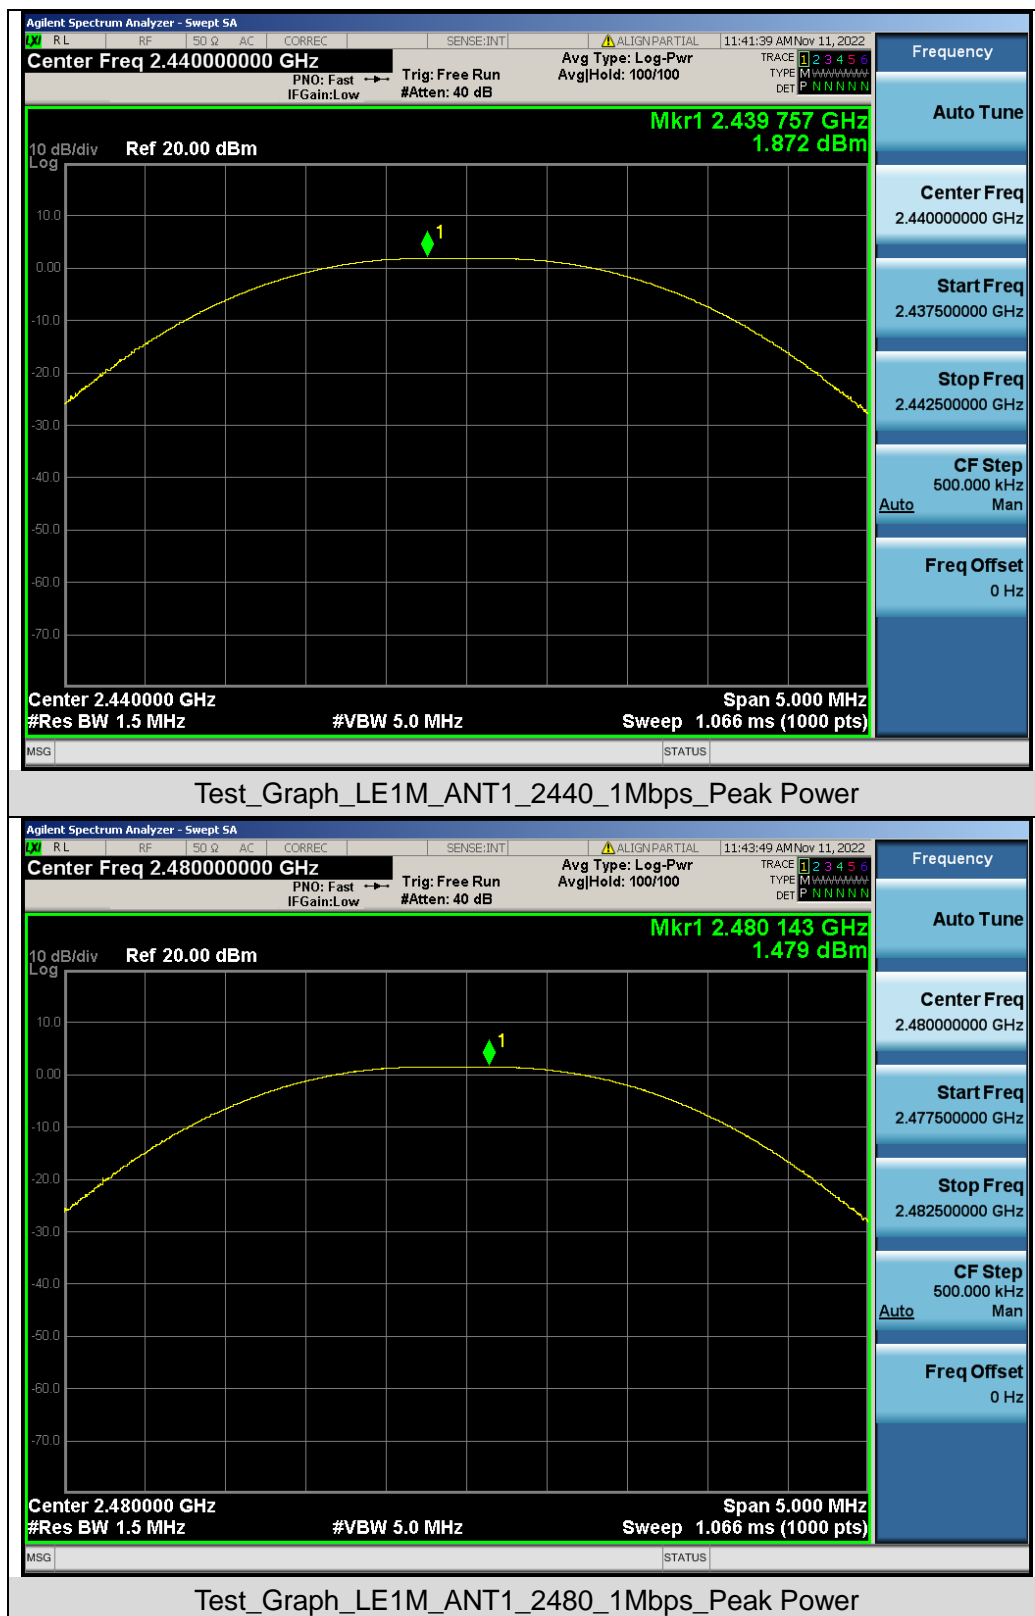 Agilent Spectrum Analyzer - Swept SA
LXI RL RF 50 Ω AC CORREC SENSE:INT ALIGN PARTIAL 11:41:39 AM Nov 11, 2022
Center Freq 2.440000000 GHz
PNO: Fast
IFGain:Low
Trig: Free Run
#Atten: 40 dB
Avg Type: Log-Pwr
Avg|Hold: 100/100
TRACE 1 2 3 4 5 6
TYPE M WWWWW
DET P N N N N N
Frequency
Auto Tune
Center Freq
2.440000000 GHz
Start Freq
2.437500000 GHz
Stop Freq
2.442500000 GHz
CF Step
500.000 kHz
Auto Man
Freq Offset
0 Hz
Mkr1 2.439 757 GHz
1.872 dBm
10 dB/div Ref 20.00 dBm
Log
10.0
1
0.00
-10.0
-20.0
-30.0
-40.0
-50.0
-60.0
-70.0
Center 2.440000 GHz Span 5.000 MHz
#Res BW 1.5 MHz #VBW 5.0 MHz Sweep 1.066 ms (1000 pts)
MSG STATUS
Test_Graph_LE1M_ANT1_2440_1Mbps_Peak Power
Agilent Spectrum Analyzer - Swept SA
LXI RL RF 50 Ω AC CORREC SENSE:INT ALIGN PARTIAL 11:43:49 AM Nov 11, 2022
Center Freq 2.480000000 GHz
PNO: Fast
IFGain:Low
Trig: Free Run
#Atten: 40 dB
Avg Type: Log-Pwr
Avg|Hold: 100/100
TRACE 1 2 3 4 5 6
TYPE M WWWWW
DET P N N N N N
Frequency
Auto Tune
Center Freq
2.480000000 GHz
Start Freq
2.477500000 GHz
Stop Freq
2.482500000 GHz
CF Step
500.000 kHz
Auto Man
Freq Offset
0 Hz
Mkr1 2.480 143 GHz
1.479 dBm
10 dB/div Ref 20.00 dBm
Log
10.0
1
0.00
-10.0
-20.0
-30.0
-40.0
-50.0
-60.0
-70.0
Center 2.480000 GHz Span 5.000 MHz
#Res BW 1.5 MHz #VBW 5.0 MHz Sweep 1.066 ms (1000 pts)
MSG STATUS
Test_Graph_LE1M_ANT1_2480_1Mbps_Peak Power